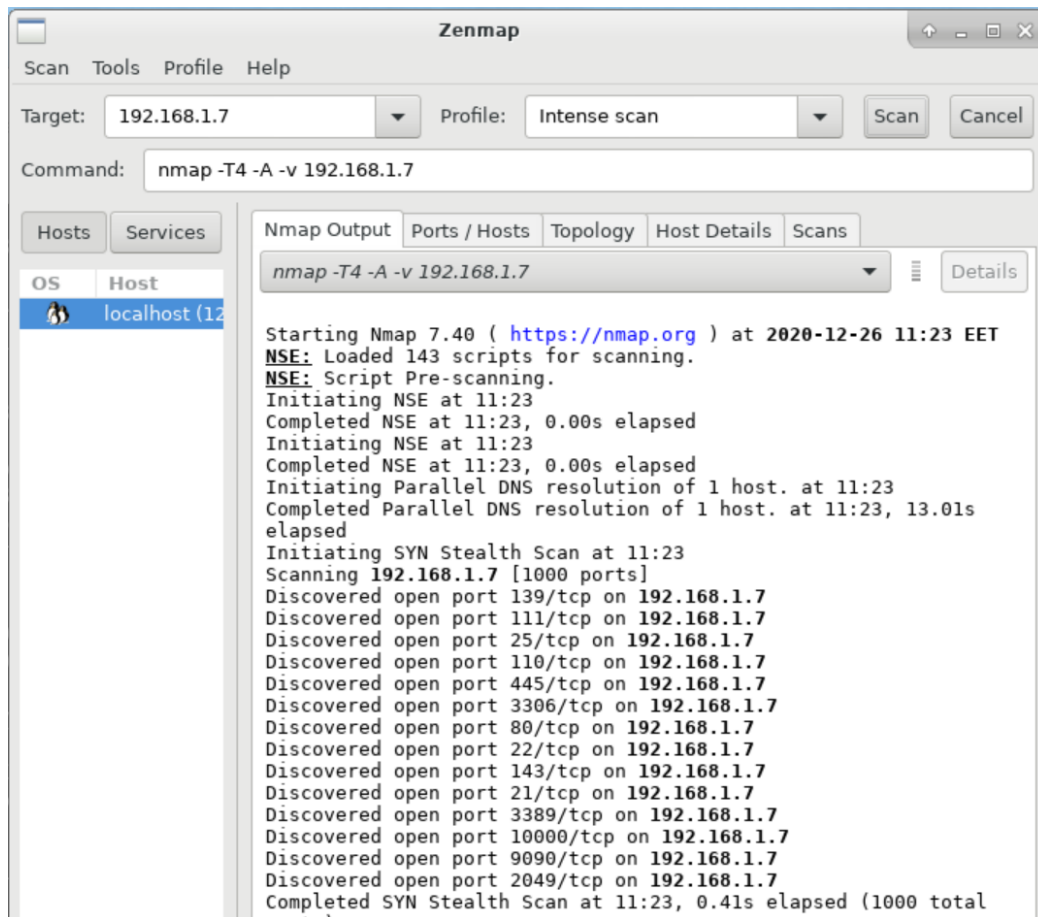 Zenmap
Scan Tools Profile Help
Target: 192.168.1.7 Profile: Intense scan Scan Cancel
Command: nmap -T4 -A -v 192.168.1.7
Hosts Services
Nmap Output Ports / Hosts Topology Host Details Scans
OS Host
localhost (12
nmap -T4 -A -v 192.168.1.7 Details
Starting Nmap 7.40 ( https://nmap.org ) at 2020-12-26 11:23 EET
NSE: Loaded 143 scripts for scanning.
NSE: Script Pre-scanning.
Initiating NSE at 11:23
Completed NSE at 11:23, 0.00s elapsed
Initiating NSE at 11:23
Completed NSE at 11:23, 0.00s elapsed
Initiating Parallel DNS resolution of 1 host. at 11:23
Completed Parallel DNS resolution of 1 host. at 11:23, 13.01s
elapsed
Initiating SYN Stealth Scan at 11:23
Scanning 192.168.1.7 [1000 ports]
Discovered open port 139/tcp on 192.168.1.7
Discovered open port 111/tcp on 192.168.1.7
Discovered open port 25/tcp on 192.168.1.7
Discovered open port 110/tcp on 192.168.1.7
Discovered open port 445/tcp on 192.168.1.7
Discovered open port 3306/tcp on 192.168.1.7
Discovered open port 80/tcp on 192.168.1.7
Discovered open port 22/tcp on 192.168.1.7
Discovered open port 143/tcp on 192.168.1.7
Discovered open port 21/tcp on 192.168.1.7
Discovered open port 3389/tcp on 192.168.1.7
Discovered open port 10000/tcp on 192.168.1.7
Discovered open port 9090/tcp on 192.168.1.7
Discovered open port 2049/tcp on 192.168.1.7
Completed SYN Stealth Scan at 11:23, 0.41s elapsed (1000 total